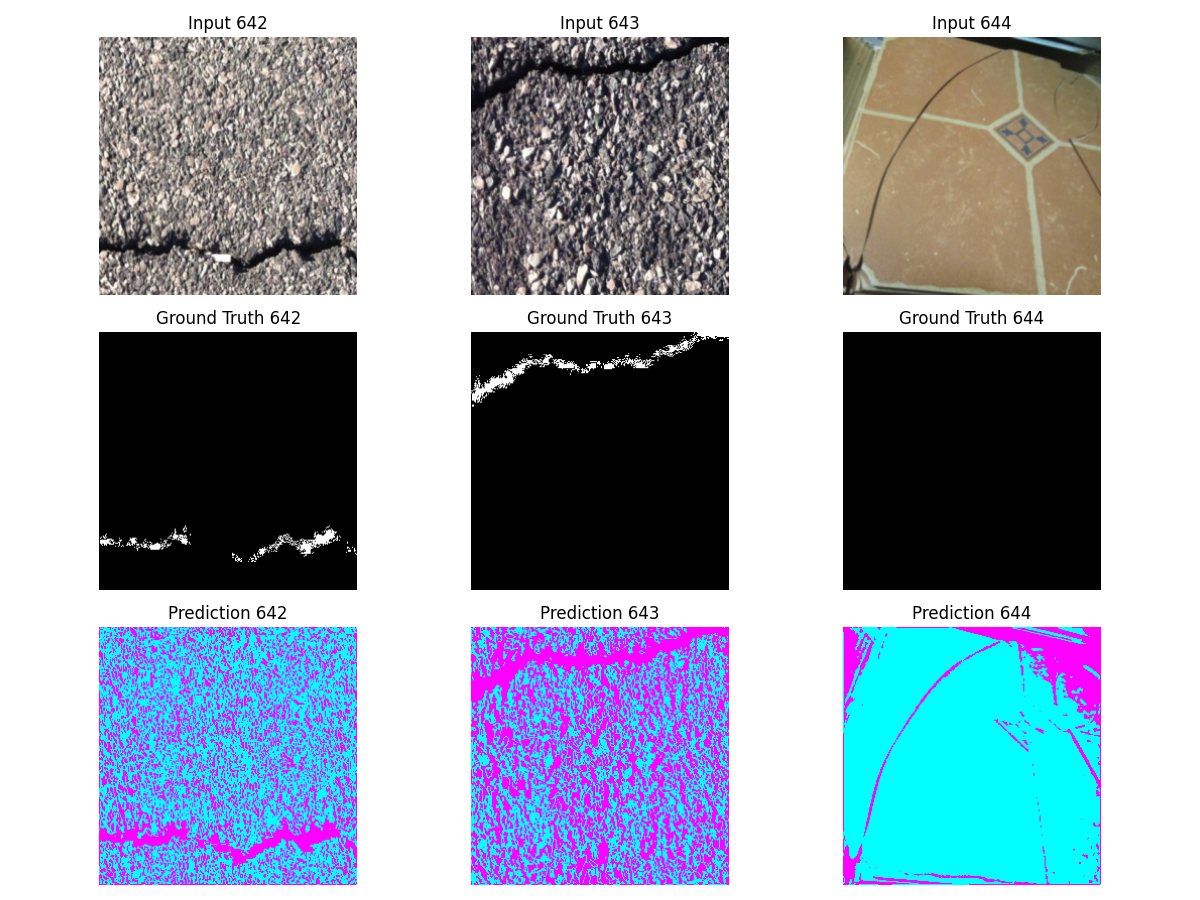 Input 642
Input 643
Input 644
Ground Truth 642
Ground Truth 643
Ground Truth 644
Prediction 642
Prediction 643
Prediction 644